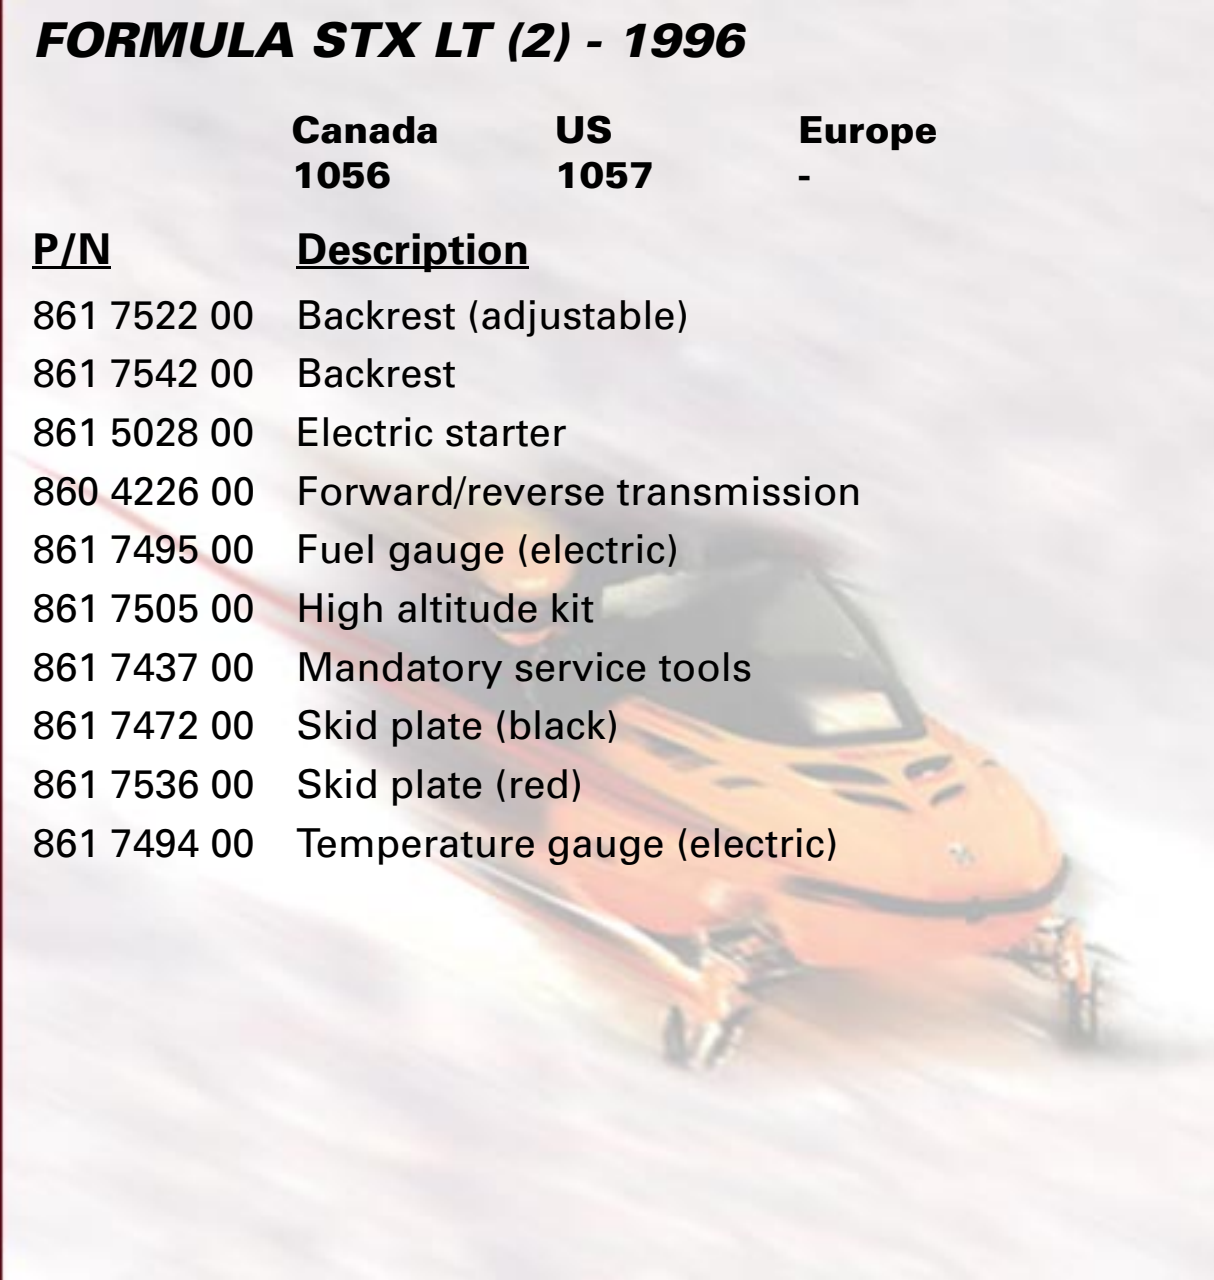 FORMULA STX LT (2) - 1996
Canada US Europe
1056 1057 -
P/N Description
861 7522 00 Backrest (adjustable)
861 7542 00 Backrest
861 5028 00 Electric starter
860 4226 00 Forward/reverse transmission
861 7495 00 Fuel gauge (electric)
861 7505 00 High altitude kit
861 7437 00 Mandatory service tools
861 7472 00 Skid plate (black)
861 7536 00 Skid plate (red)
861 7494 00 Temperature gauge (electric)